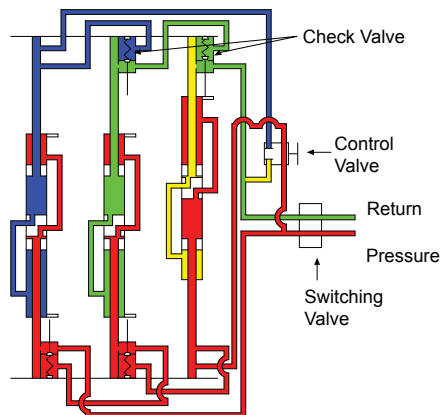 Check Valve
Control
Valve
Return
Pressure
Switching
Valve